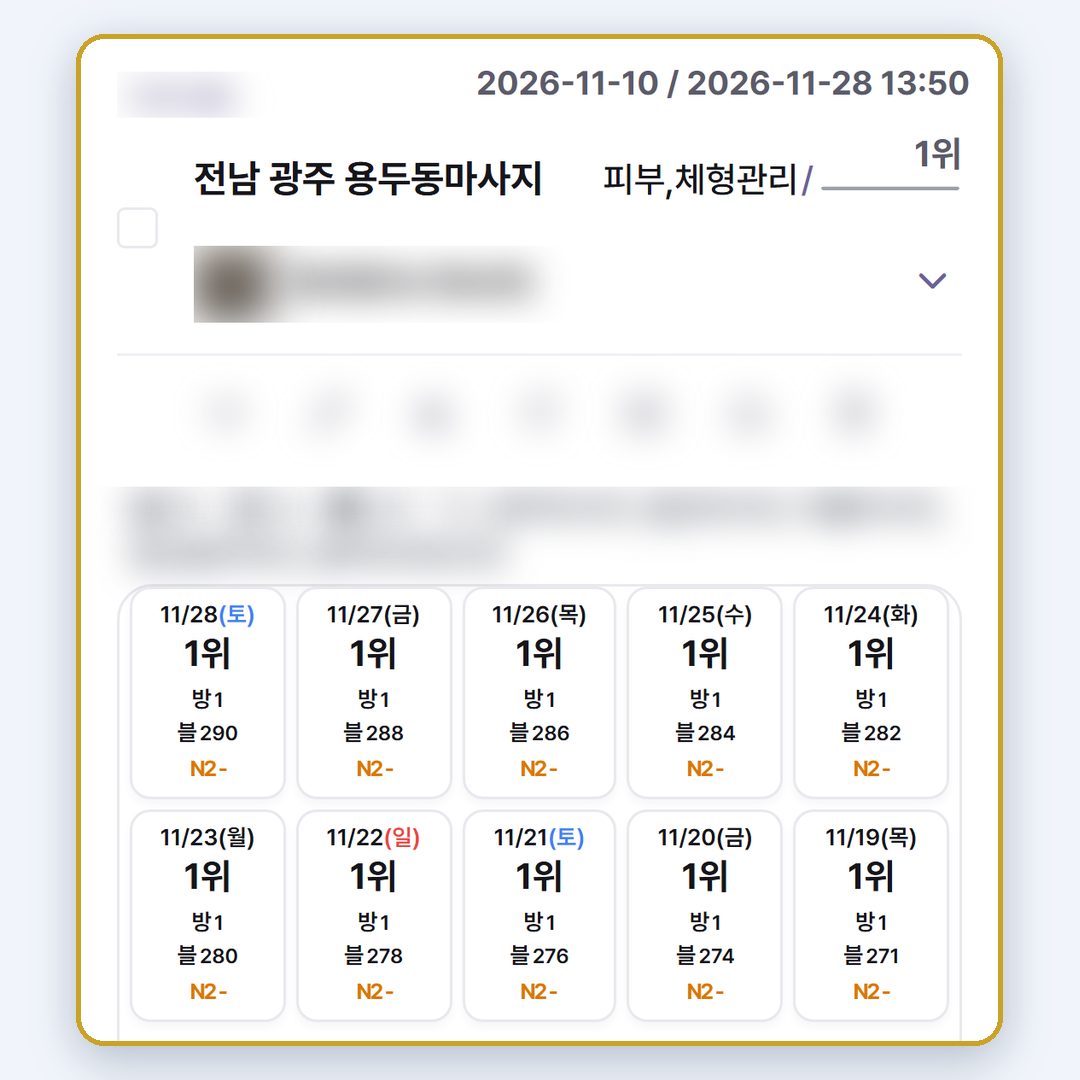 2026-11-10 / 2026-11-28 13:50
1위
전남 광주 용두동마사지 피부,체형관리/
11/28(토) 11/27(금) 11/26(목) 11/25(수) 11/24(화)
1위 1위 1위 1위 1위
방1 방1 방1 방1 방1
블290 블288 블286 블284 블282
N2- N2- N2- N2- N2-
11/23(월) 11/22(일) 11/21(토) 11/20(금) 11/19(목)
1위 1위 1위 1위 1위
방1 방1 방1 방1 방1
블280 블278 블276 블274 블271
N2- N2- N2- N2- N2-